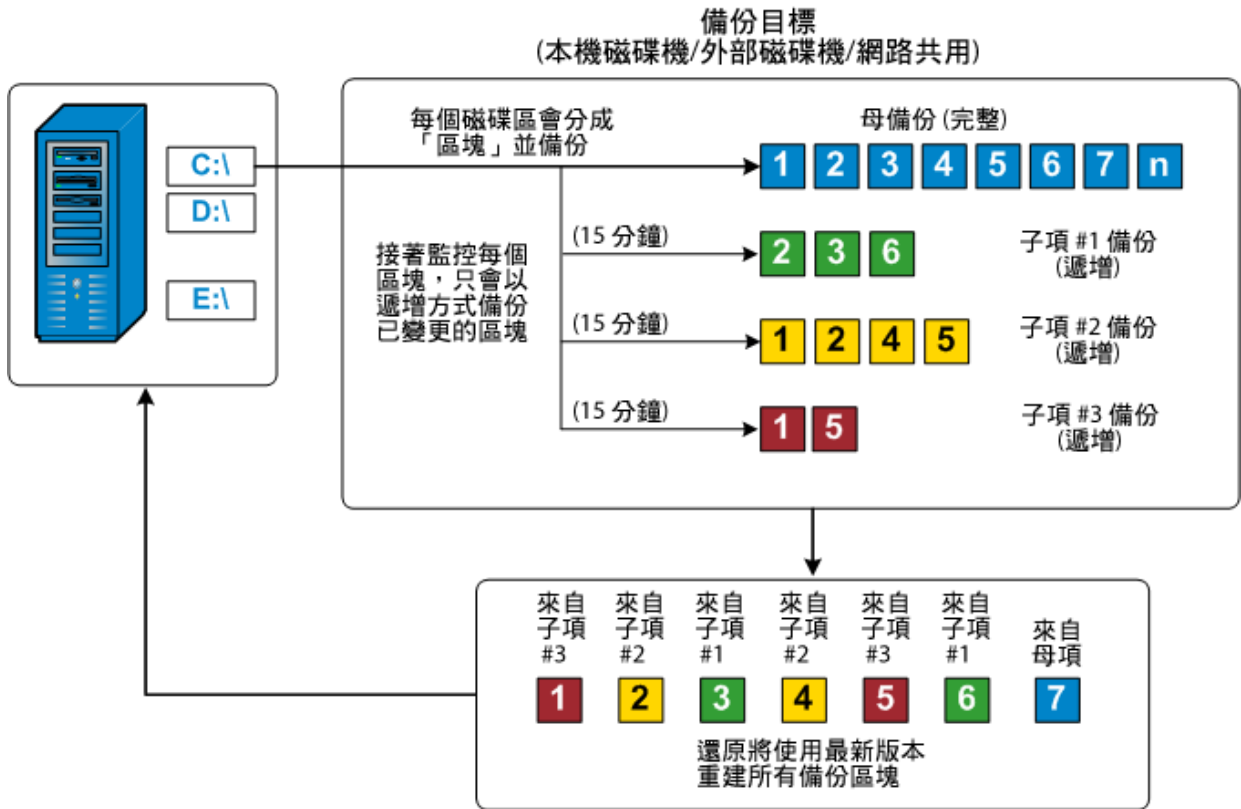 備份目標
(本機磁碟機/外部磁碟機/網路共用)
C:\
D:\
E:\
每個磁碟區會分成
「區塊」並備份
母備份 (完整)
1 2 3 4 5 6 7 n
接著監控每個
區塊，只會以
遞增方式備份
已變更的區塊
(15 分鐘)
2 3 6
子項 #1 備份
(遞增)
(15 分鐘)
1 2 4 5
子項 #2 備份
(遞增)
(15 分鐘)
1 5
子項 #3 備份
(遞增)
來自
子項
#3
來自
子項
#2
來自
子項
#1
來自
子項
#2
來自
子項
#3
來自
子項
#1
來自
母項
1 2 3 4 5 6 7
還原將使用最新版本
重建所有備份區塊